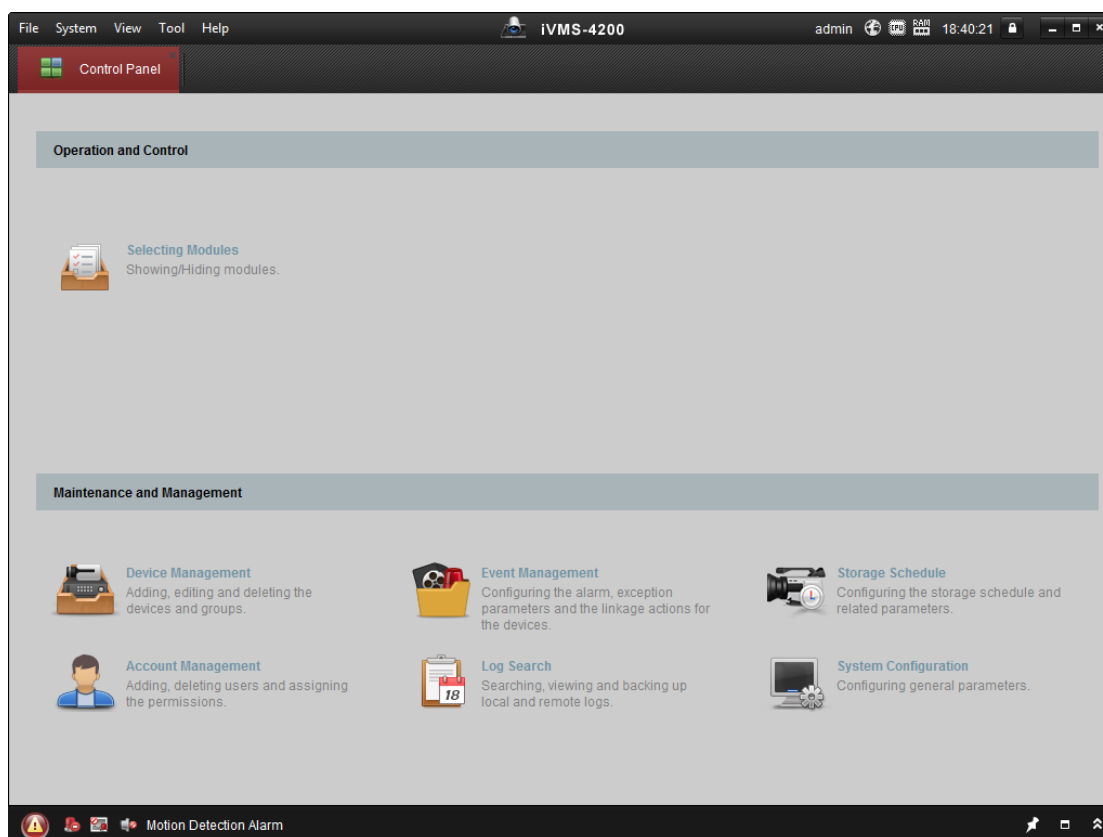 File System View Tool Help iVMS-4200 admin CPU RAM 18:40:21
Control Panel
Operation and Control
Selecting Modules
Showing/Hiding modules.
Maintenance and Management
Device Management
Adding, editing and deleting the
devices and groups.
Event Management
Configuring the alarm, exception
parameters and the linkage actions for
the devices.
Storage Schedule
Configuring the storage schedule and
related parameters.
Account Management
Adding, deleting users and assigning
the permissions.
18
Log Search
Searching, viewing and backing up
local and remote logs.
System Configuration
Configuring general parameters.
Motion Detection Alarm